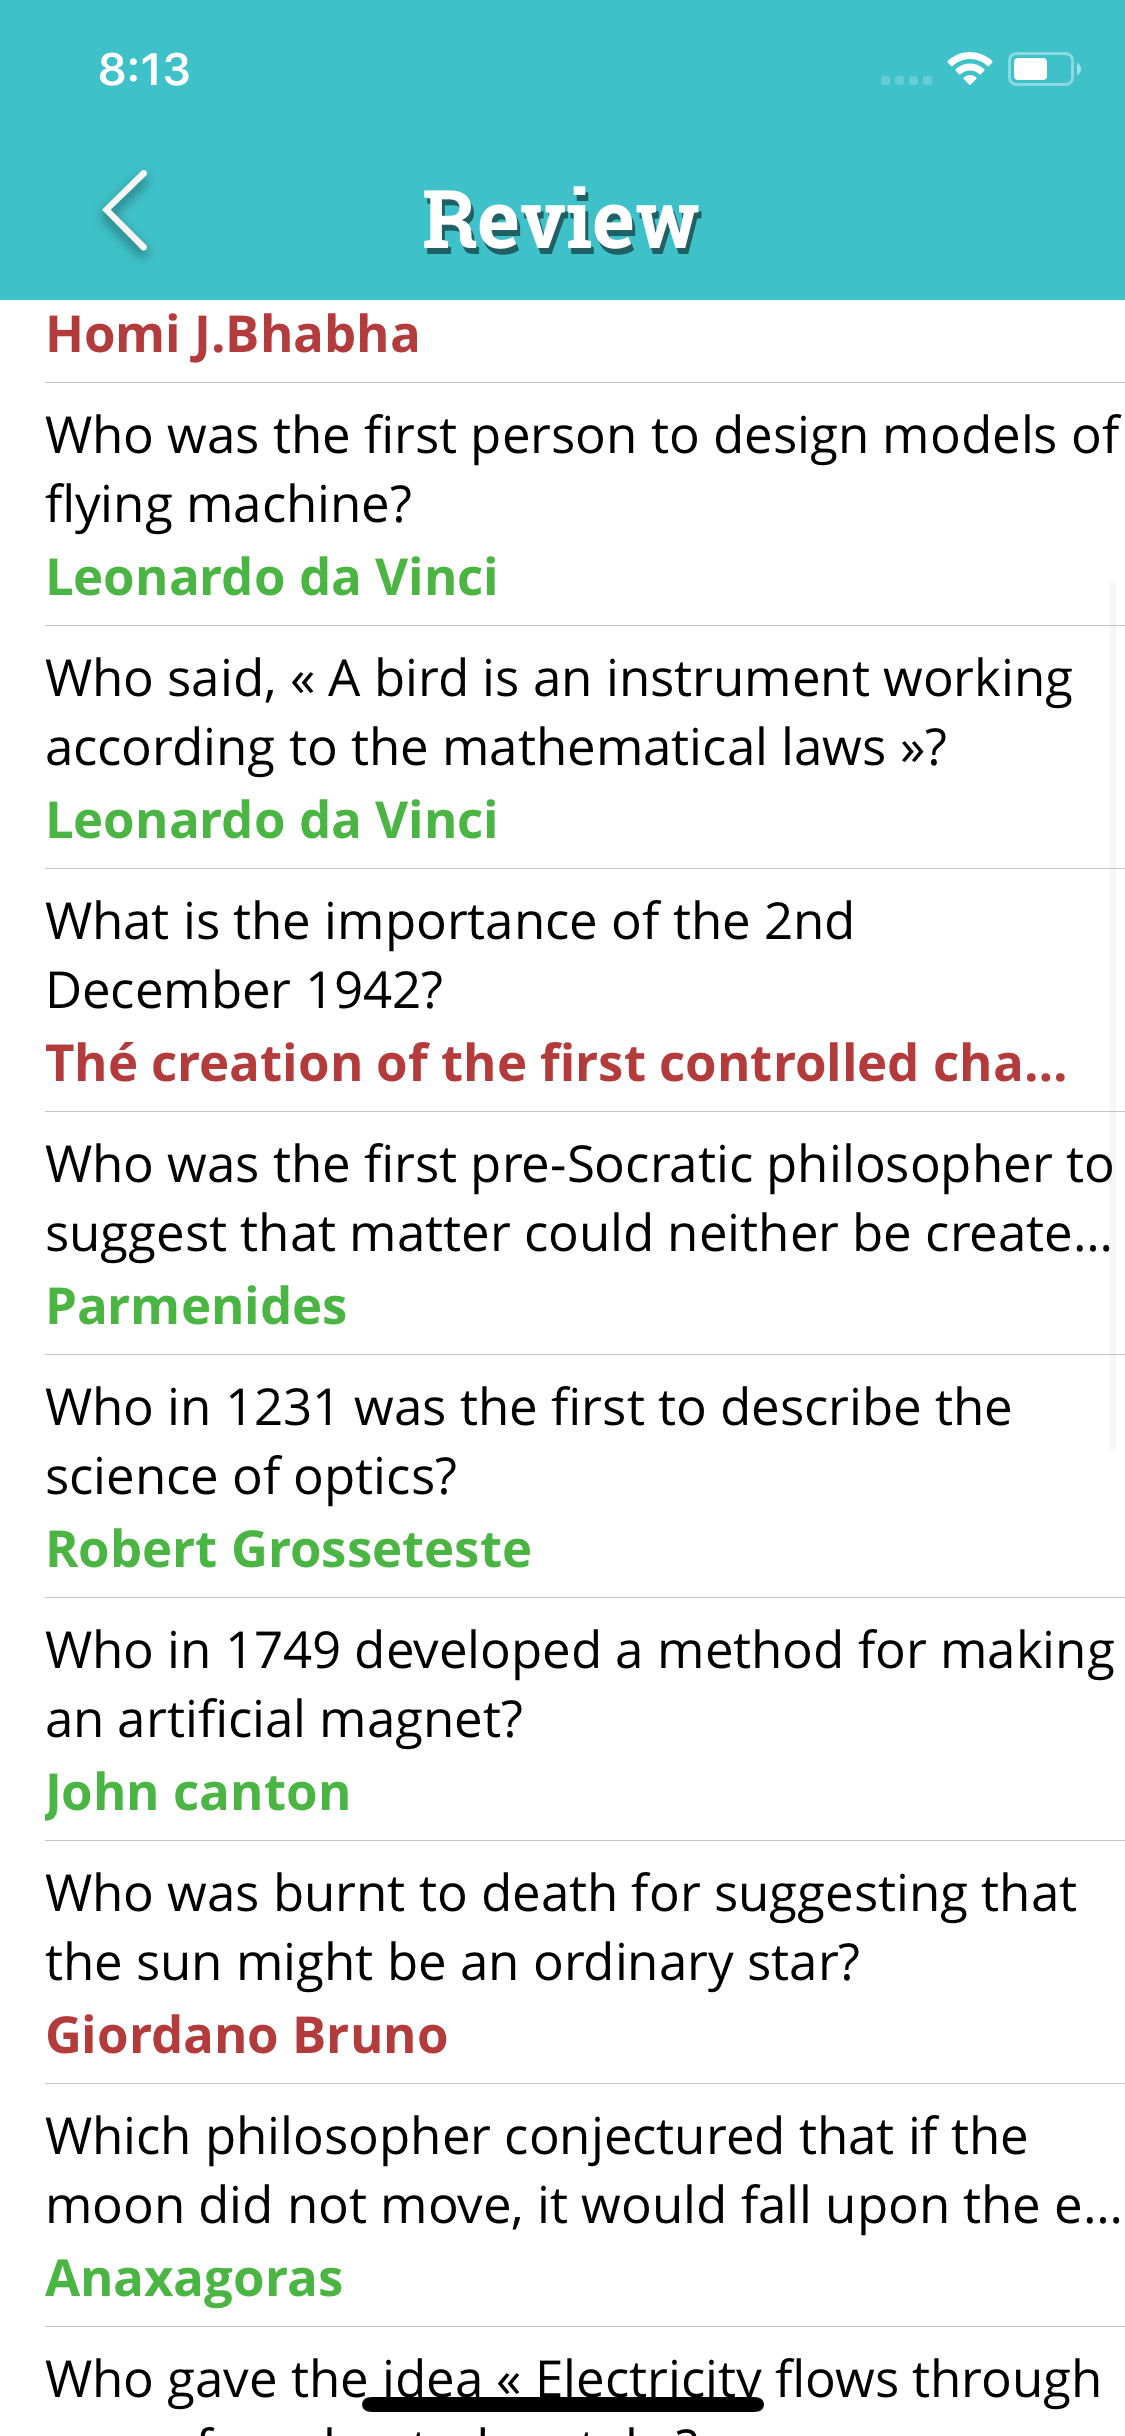 8:13
Review
Homi J.Bhabha
Who was the first person to design models of
flying machine?
Leonardo da Vinci
Who said, « A bird is an instrument working
according to the mathematical laws »?
Leonardo da Vinci
What is the importance of the 2nd
December 1942?
Thé creation of the first controlled cha...
Who was the first pre-Socratic philosopher to
suggest that matter could neither be create...
Parmenides
Who in 1231 was the first to describe the
science of optics?
Robert Grosseteste
Who in 1749 developed a method for making
an artificial magnet?
John canton
Who was burnt to death for suggesting that
the sun might be an ordinary star?
Giordano Bruno
Which philosopher conjectured that if the
moon did not move, it would fall upon the e...
Anaxagoras
Who gave the idea « Electricity flows through